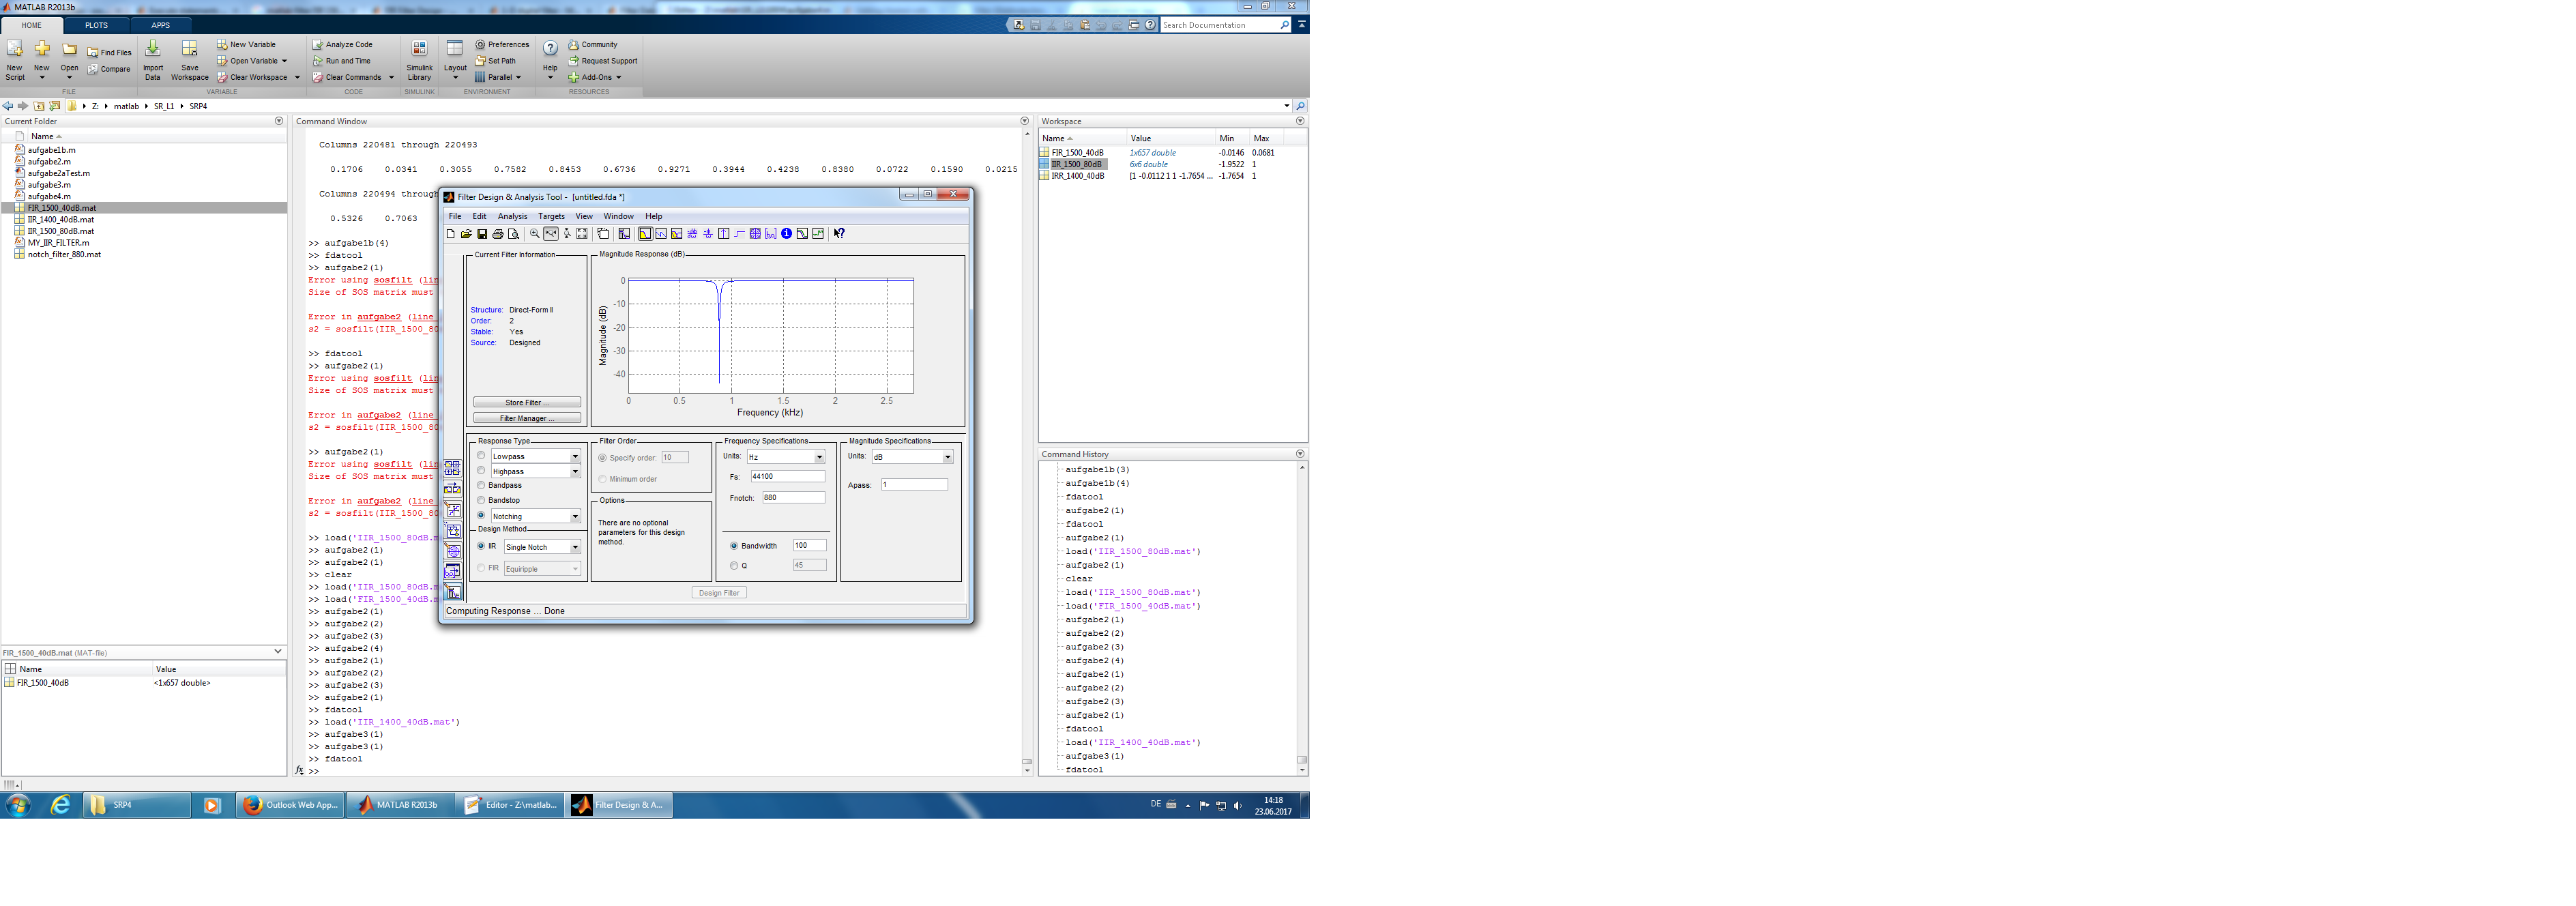 MATLAB R2013b
HOME PLOTS APPS
Search Documentation
New Script
New
Open
Find Files
Compare
FILE
Import Data
Save Workspace
New Variable
Open Variable
Clear Workspace
VARIABLE
Analyze Code
Run and Time
Clear Commands
CODE
Simulink Library
SIMULINK
Layout
Preferences
Set Path
Parallel
ENVIRONMENT
Help
Community
Request Support
Add-Ons
RESOURCES
Z: matlab SR_L1 SRP4
Current Folder
Name
aufgabe1b.m
aufgabe2.m
aufgabe2aTest.m
aufgabe3.m
aufgabe4.m
FIR_1500_40dB.mat
IIR_1400_40dB.mat
IIR_1500_80dB.mat
MY_IIR_FILTER.m
notch_filter_880.mat
FIR_1500_40dB.mat (MAT-file)
Name Value
FIR_1500_40dB <1x657 double>
Command Window
Columns 220481 through 220493
0.1706 0.0341 0.3055 0.7582 0.8453 0.6736 0.9271 0.3944 0.4238 0.8380 0.0722 0.1590 0.0215
Columns 220494 through
0.5326 0.7063
>> aufgabe1b(4)
>> fdatool
>> aufgabe2(1)
Error using sosfilt (lin
Size of SOS matrix must
Error in aufgabe2 (line
s2 = sosfilt(IIR_1500_80
>> fdatool
>> aufgabe2(1)
Error using sosfilt (lin
Size of SOS matrix must
Error in aufgabe2 (line
s2 = sosfilt(IIR_1500_80
>> aufgabe2(1)
Error using sosfilt (lin
Size of SOS matrix must
Error in aufgabe2 (line
s2 = sosfilt(IIR_1500_80
>> load('IIR_1500_80dB.m
>> aufgabe2(1)
>> aufgabe2(1)
>> clear
>> load('IIR_1500_80dB.m
>> load('FIR_1500_40dB.m
>> aufgabe2(1)
>> aufgabe2(2)
>> aufgabe2(3)
>> aufgabe2(4)
>> aufgabe2(1)
>> aufgabe2(2)
>> aufgabe2(3)
>> aufgabe2(1)
>> fdatool
>> load('IIR_1400_40dB.mat')
>> aufgabe3(1)
>> aufgabe3(1)
>> fdatool
fx >>
Filter Design & Analysis Tool - [untitled.fda *]
File Edit Analysis Targets View Window Help
Current Filter Information
Structure: Direct-Form II
Order: 2
Stable: Yes
Source: Designed
Store Filter ...
Filter Manager ...
Magnitude Response (dB)
Magnitude (dB)
0
-10
-20
-30
-40
0 0.5 1 1.5 2 2.5
Frequency (kHz)
Response Type
Lowpass
Highpass
Bandpass
Bandstop
Notching
Design Method
IIR Single Notch
FIR Equiripple
Filter Order
Specify order: 10
Minimum order
Options
There are no optional
parameters for this design
method.
Frequency Specifications
Units: Hz
Fs: 44100
Fnotch: 880
Bandwidth 100
Q 45
Magnitude Specifications
Units: dB
Apass: 1
Design Filter
Computing Response ... Done
Workspace
Name Value Min Max
FIR_1500_40dB 1x657 double -0.0146 0.0681
IIR_1500_80dB 6x6 double -1.9522 1
IRR_1400_40dB [1 -0.0112 1 1 -1.7654 ... -1.7654 1
Command History
aufgabe1b(3)
aufgabe1b(4)
fdatool
aufgabe2(1)
fdatool
aufgabe2(1)
load('IIR_1500_80dB.mat')
aufgabe2(1)
clear
load('IIR_1500_80dB.mat')
load('FIR_1500_40dB.mat')
aufgabe2(1)
aufgabe2(2)
aufgabe2(3)
aufgabe2(4)
aufgabe2(1)
aufgabe2(2)
aufgabe2(3)
aufgabe2(1)
fdatool
load('IIR_1400_40dB.mat')
aufgabe3(1)
fdatool
SRP4
Outlook Web App...
MATLAB R2013b
Editor - Z:\matlab...
Filter Design & A...
DE
14:18
23.06.2017